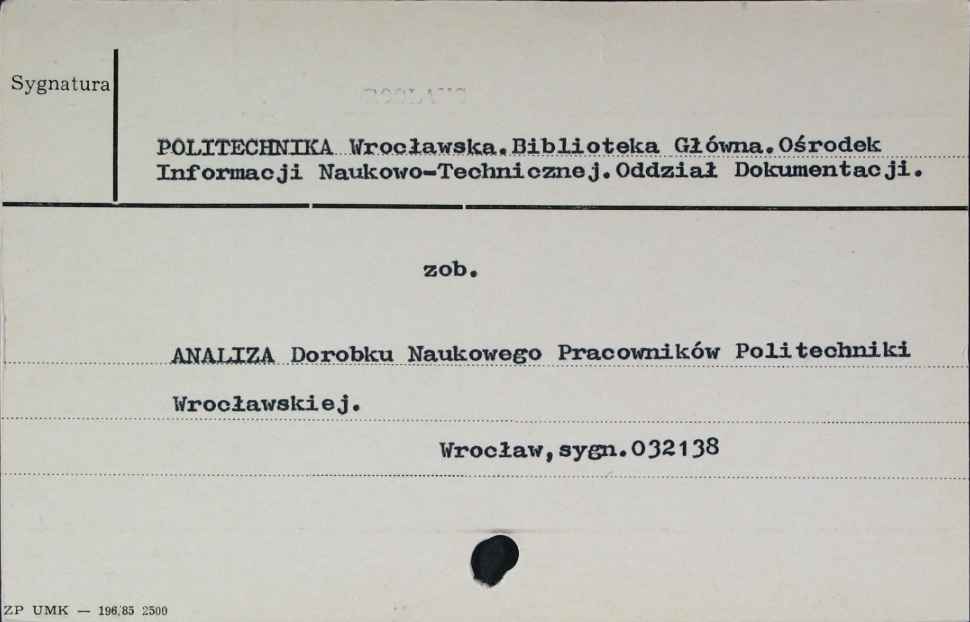 Sygnatura
POLITECHNIKA Wrocławska.Biblioteka Główna.Ośrodek
Informacji Naukowo-Technicznej.Oddział Dokumentacji.
zob.
ANALIZA Dorobku Naukowego Pracowników Politechniki
Wrocławskiej.
Wrocław,sygn.032138
ZP UMK — 196/85 2500